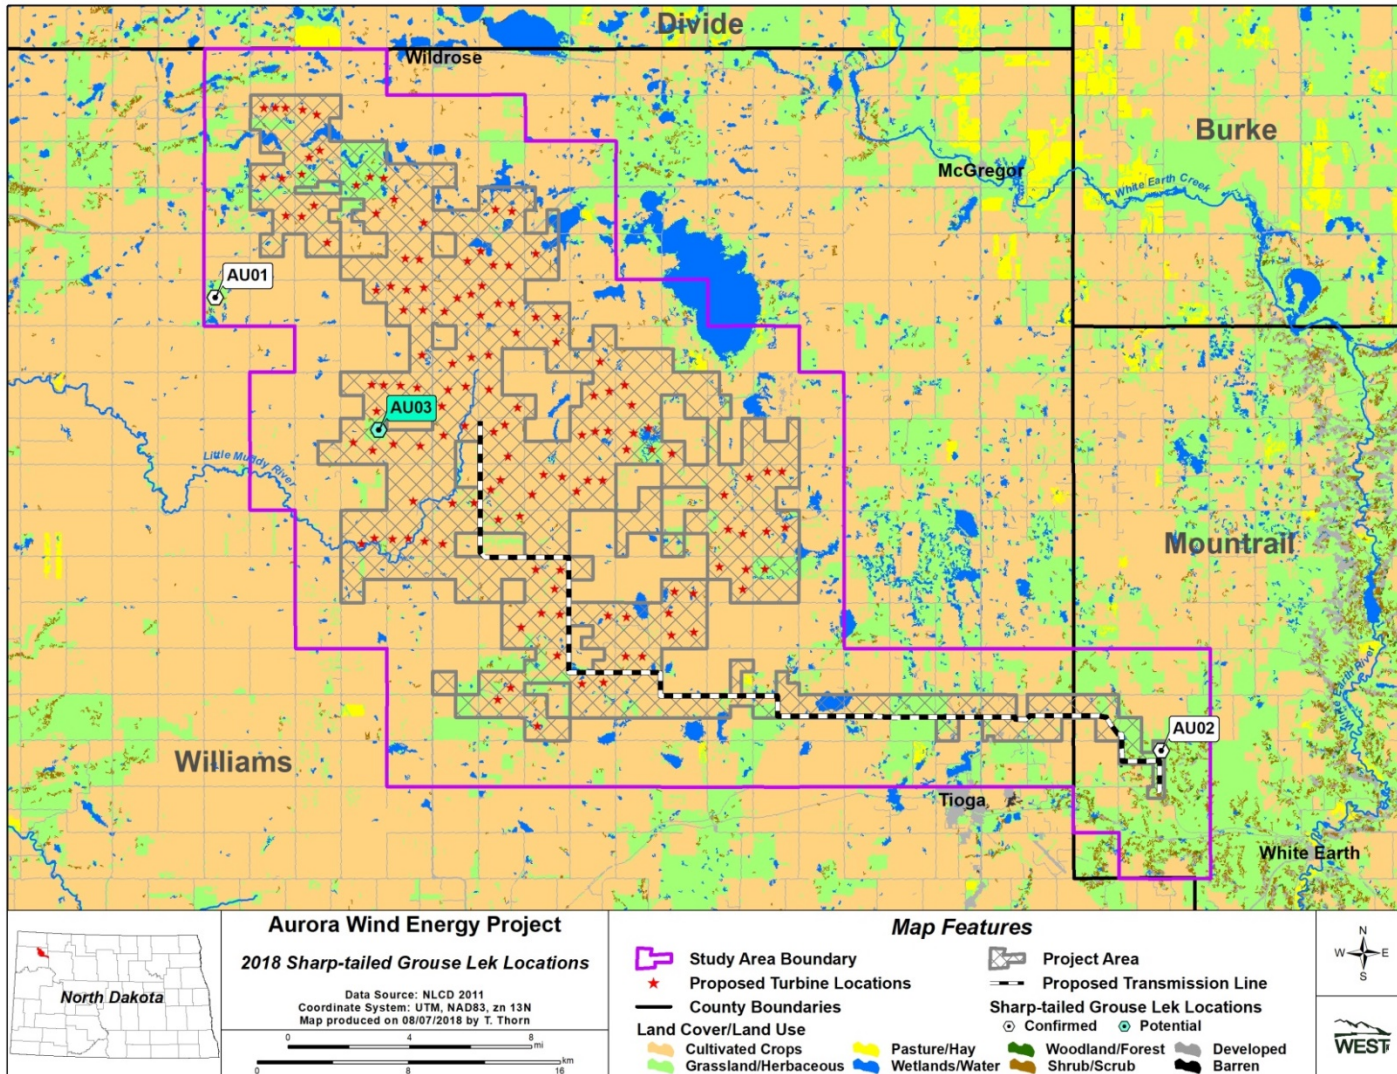 Divide
Wildrose
Burke
McGregor
White Earth Creek
AU01
AU03
Little Muddy River
Mountrail
White Earth River
AU02
Williams
Tioga
White Earth
North Dakota
Aurora Wind Energy Project
2018 Sharp-tailed Grouse Lek Locations
Data Source: NLCD 2011
Coordinate System: UTM, NAD83, zn 13N
Map produced on 08/07/2018 by T. Thorn
0 4 8
mi
km
0 8 16
Map Features
Study Area Boundary
Proposed Turbine Locations
County Boundaries
Project Area
Proposed Transmission Line
Sharp-tailed Grouse Lek Locations
Confirmed Potential
Land Cover/Land Use
Cultivated Crops Pasture/Hay Woodland/Forest Developed
Grassland/Herbaceous Wetlands/Water Shrub/Scrub Barren
N
W E
S
WEST